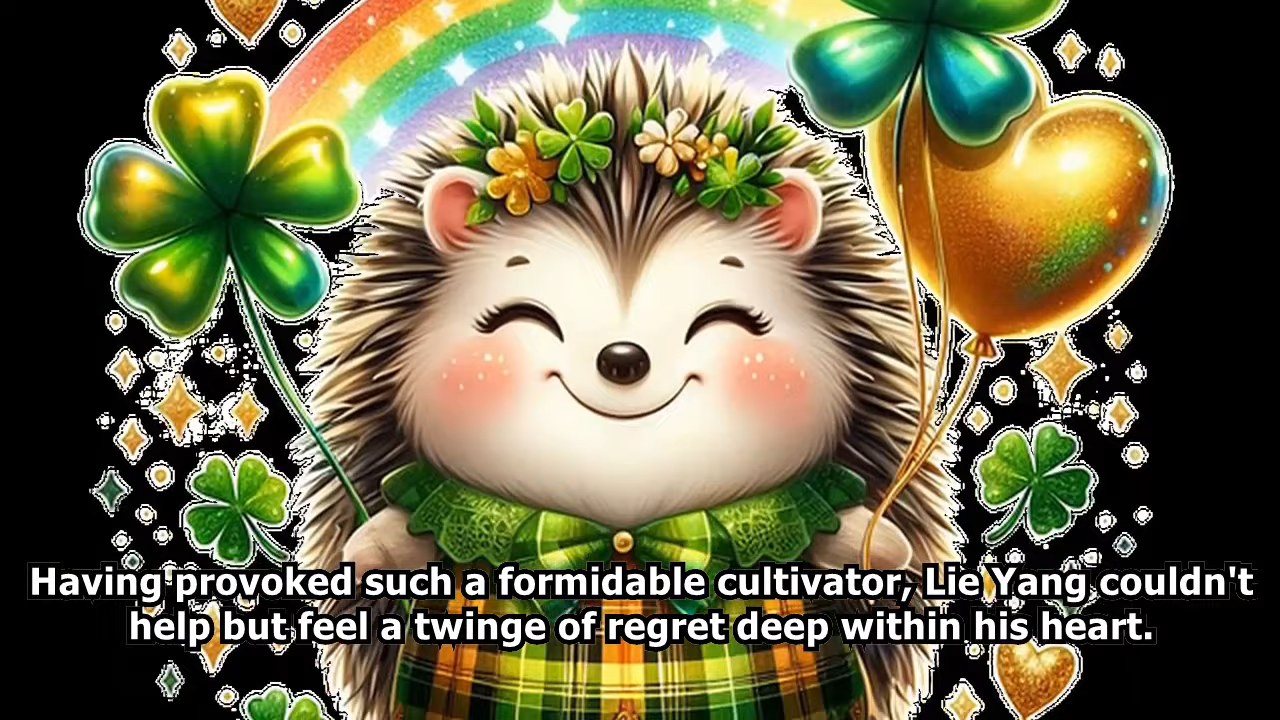 Having provoked such a formidable cultivator, Lie Yang couldn't
help but feel a twinge of regret deep within his heart.